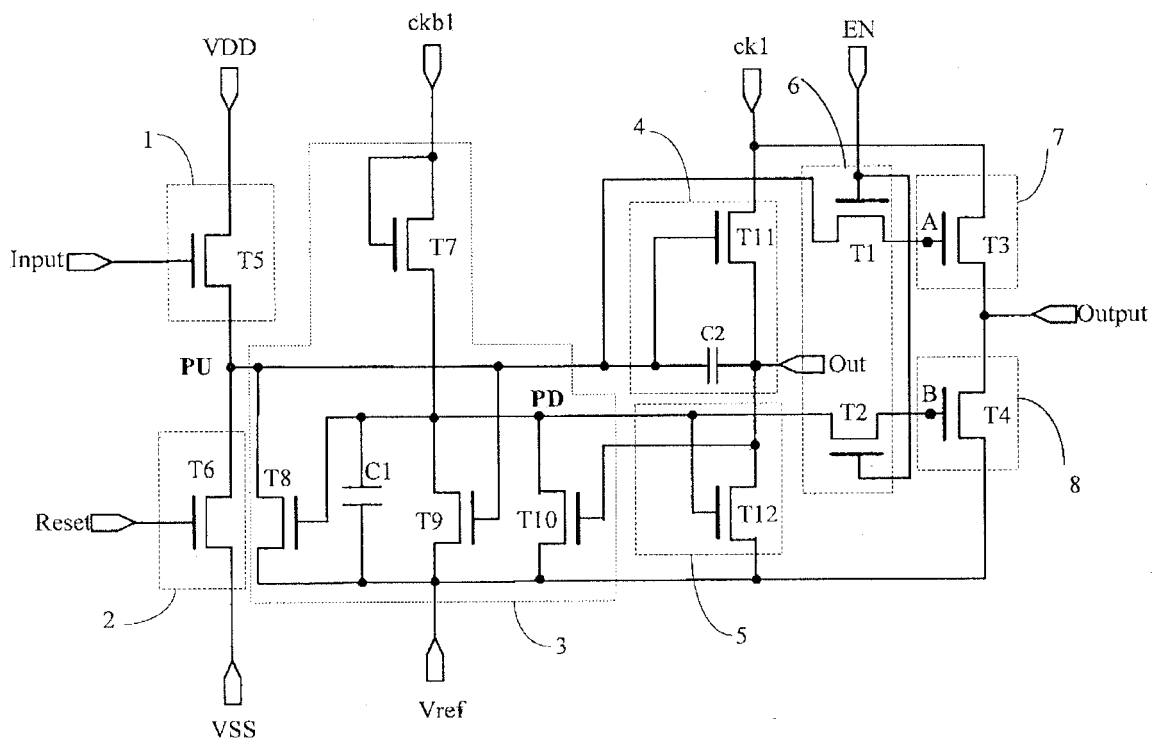 ckb1
EN
VDD
ck1
6
1
4
7
A
T11
T3
T7
T1
Input
T5
Output
C2
PU
Out
PD
B
T2
T4
T6
T8
C1
8
Reset
T9
T10
T12
2
3
5
Vref
VSS